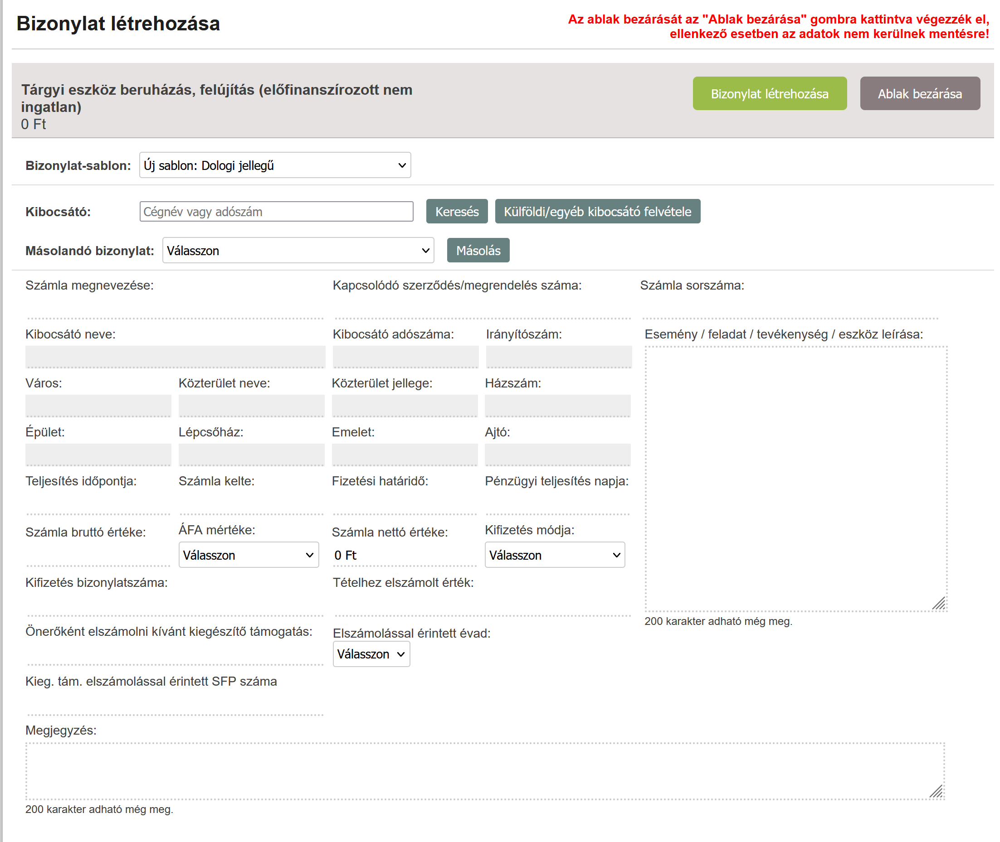 Bizonylat létrehozása
Az ablak bezárását az "Ablak bezárása" gombra kattintva végezzék el,
ellenkező esetben az adatok nem kerülnek mentésre!
Tárgyi eszköz beruházás, felújítás (előfinanszírozott nem
ingatlan)
0 Ft
Bizonylat létrehozása
Ablak bezárása
Bizonylat-sablon:
Új sablon: Dologi jellegű
Kibocsátó:
Cégnév vagy adószám
Keresés
Külföldi/egyéb kibocsátó felvétele
Másolandó bizonylat:
Válasszon
Másolás
Számla megnevezése:
Kapcsolódó szerződés/megrendelés száma:
Számla sorszáma:
Kibocsátó neve:
Kibocsátó adószáma:
Irányítószám:
Esemény / feladat / tevékenység / eszköz leírása:
Város:
Közterület neve:
Közterület jellege:
Házszám:
Épület:
Lépcsőház:
Emelet:
Ajtó:
Teljesítés időpontja:
Számla kelte:
Fizetési határidő:
Pénzügyi teljesítés napja:
Számla bruttó értéke:
ÁFA mértéke:
Válasszon
Számla nettó értéke:
0 Ft
Kifizetés módja:
Válasszon
Kifizetés bizonylatszáma:
Tételhez elszámolt érték:
200 karakter adható még meg.
Önerőként elszámolni kívánt kiegészítő támogatás:
Elszámolással érintett évad:
Válasszon
Kieg. tám. elszámolással érintett SFP száma
Megjegyzés:
200 karakter adható még meg.